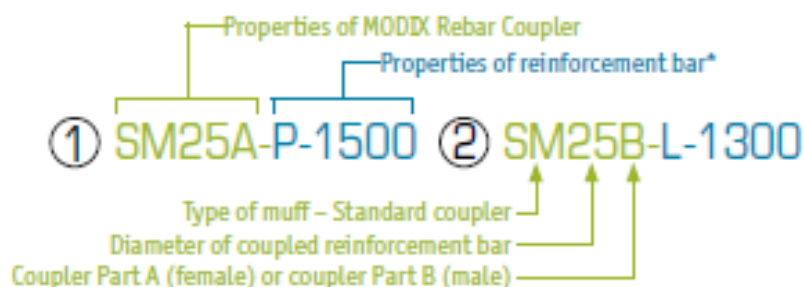 Properties of MODIX Rebar Coupler
Properties of reinforcement bar*
① SM25A-P-1500 ② SM25B-L-1300
Type of muff – Standard coupler
Diameter of coupled reinforcement bar
Coupler Part A (female) or coupler Part B (male)